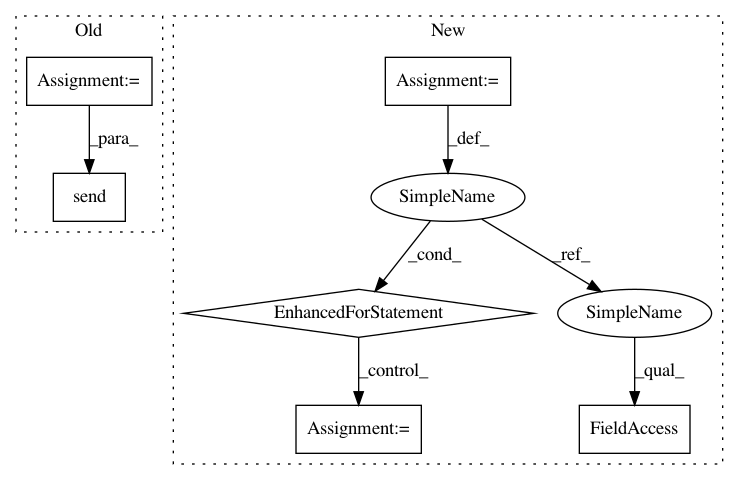 Old
New
Assignment:=
Assignment:=
_para_
_def_
send
SimpleName
_cond_
_ref_
EnhancedForStatement
SimpleName
_control_
_qual_
Assignment:=
FieldAccess